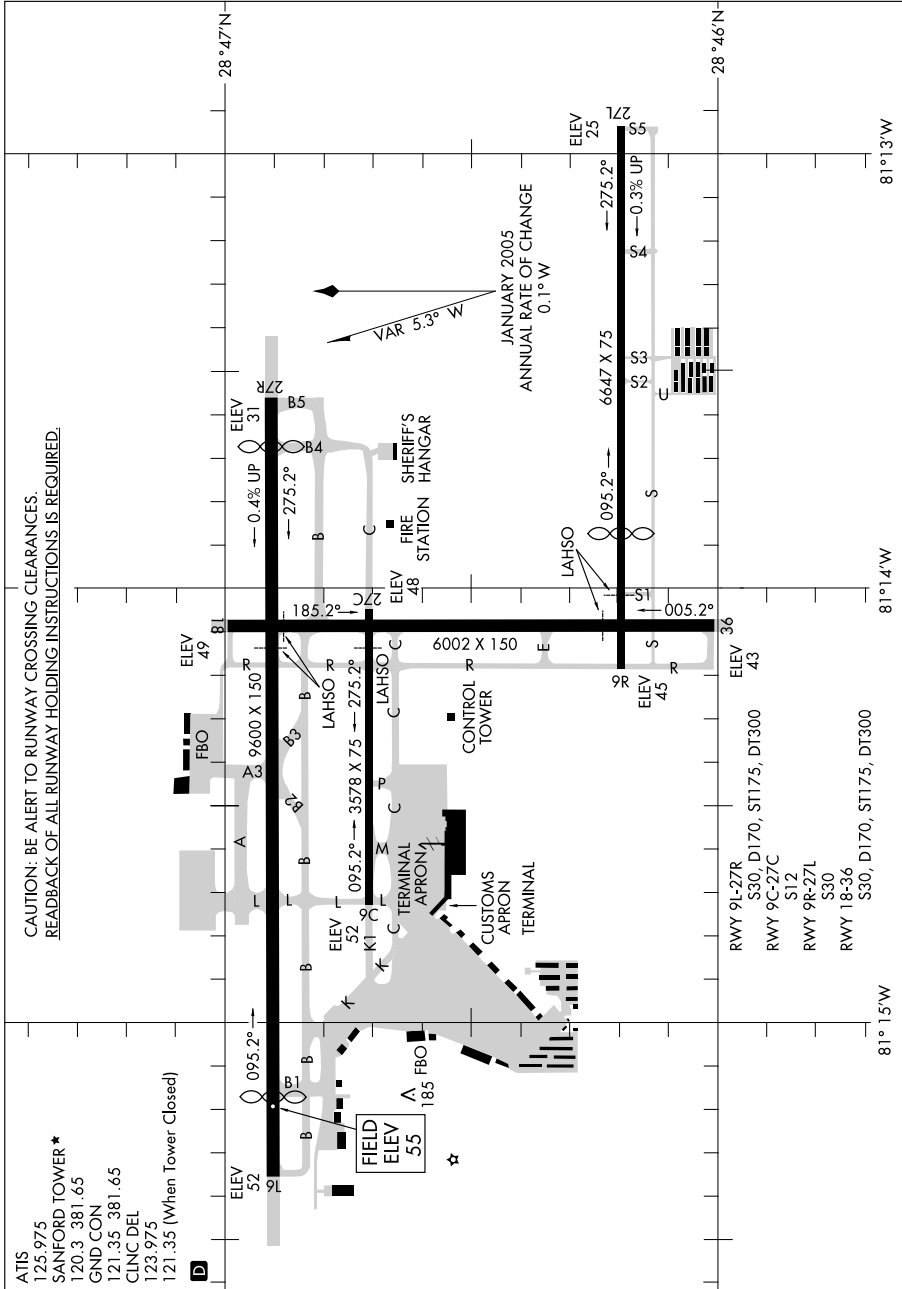 CAUTION: BE ALERT TO RUNWAY CROSSING CLEARANCES.
READBACK OF ALL RUNWAY HOLDING INSTRUCTIONS IS REQUIRED.
ATIS
125.975
SANFORD TOWER★
120.3 381.65
GND CON
121.35 381.65
CLNC DEL
123.975
121.35 (When Tower Closed)
D
28°47'N
28°46'N
81°13'W
81°14'W
81°15'W
JANUARY 2005
ANNUAL RATE OF CHANGE
0.1° W
VAR 5.3° W
ELEV
52
9L
095.2°
B1
B
B
B
B
B
B
B2
B3
A
A3
FBO
L
L
L
L
R
R
R
R
9600 X 150
ELEV
49
18
LAHSO
185.2°
0.4% UP
275.2°
ELEV
31
27R
B5
B4
B
C
SHERIFF'S
HANGAR
FIRE
STATION
FIELD
ELEV
55
FBO
185
K
K
K1
ELEV
52
9C
095.2°
3578 X 75
275.2°
LAHSO
27C
ELEV
48
M
P
C
C
C
C
TERMINAL
APRON
CUSTOMS
APRON
TERMINAL
CONTROL
TOWER
6002 X 150
E
S
ELEV
45
9R
005.2°
36
ELEV
43
LAHSO
S1
S
095.2°
6647 X 75
S2
S3
U
S4
275.2°
0.3% UP
ELEV
25
27L
S5
RWY 9L-27R
S30, D170, ST175, DT300
RWY 9C-27C
S12
RWY 9R-27L
S30
RWY 18-36
S30, D170, ST175, DT300